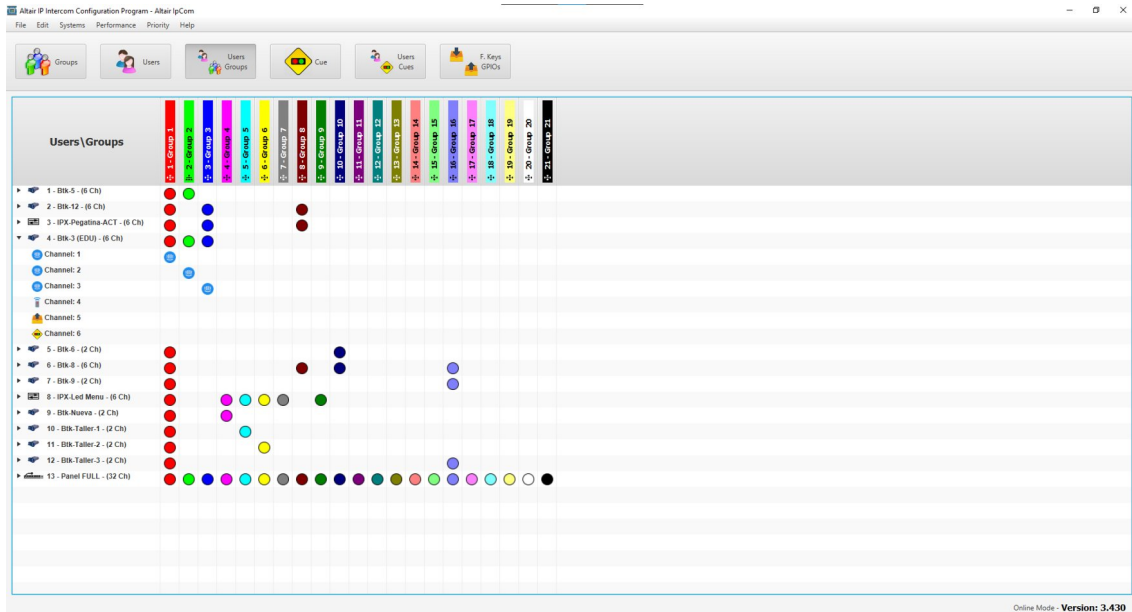 Altair IP Intercom Configuration Program - Altair IpCom
File Edit Systems Performance Priority Help
Groups
Users
Users
Groups
Cue
Users
Cues
F. Keys
GPIOs
Users\Groups
1 - Group 1
2 - Group 2
3 - Group 3
4 - Group 4
5 - Group 5
6 - Group 6
7 - Group 7
8 - Group 8
9 - Group 9
10 - Group 10
11 - Group 11
12 - Group 12
13 - Group 13
14 - Group 14
15 - Group 15
16 - Group 16
17 - Group 17
18 - Group 18
19 - Group 19
20 - Group 20
21 - Group 21
1 - Btk-5 - (6 Ch)
2 - Btk-12 - (6 Ch)
3 - IPX-Pegatina-ACT - (6 Ch)
4 - Btk-3 (EDU) - (6 Ch)
Channel: 1
Channel: 2
Channel: 3
Channel: 4
Channel: 5
Channel: 6
5 - Btk-6 - (2 Ch)
6 - Btk-8 - (6 Ch)
7 - Btk-9 - (2 Ch)
8 - IPX-Led Menu - (6 Ch)
9 - Btk-Nueva - (2 Ch)
10 - Btk-Taller-1 - (2 Ch)
11 - Btk-Taller-2 - (2 Ch)
12 - Btk-Taller-3 - (2 Ch)
13 - Panel FULL - (32 Ch)
Online Mode - Version: 3.430